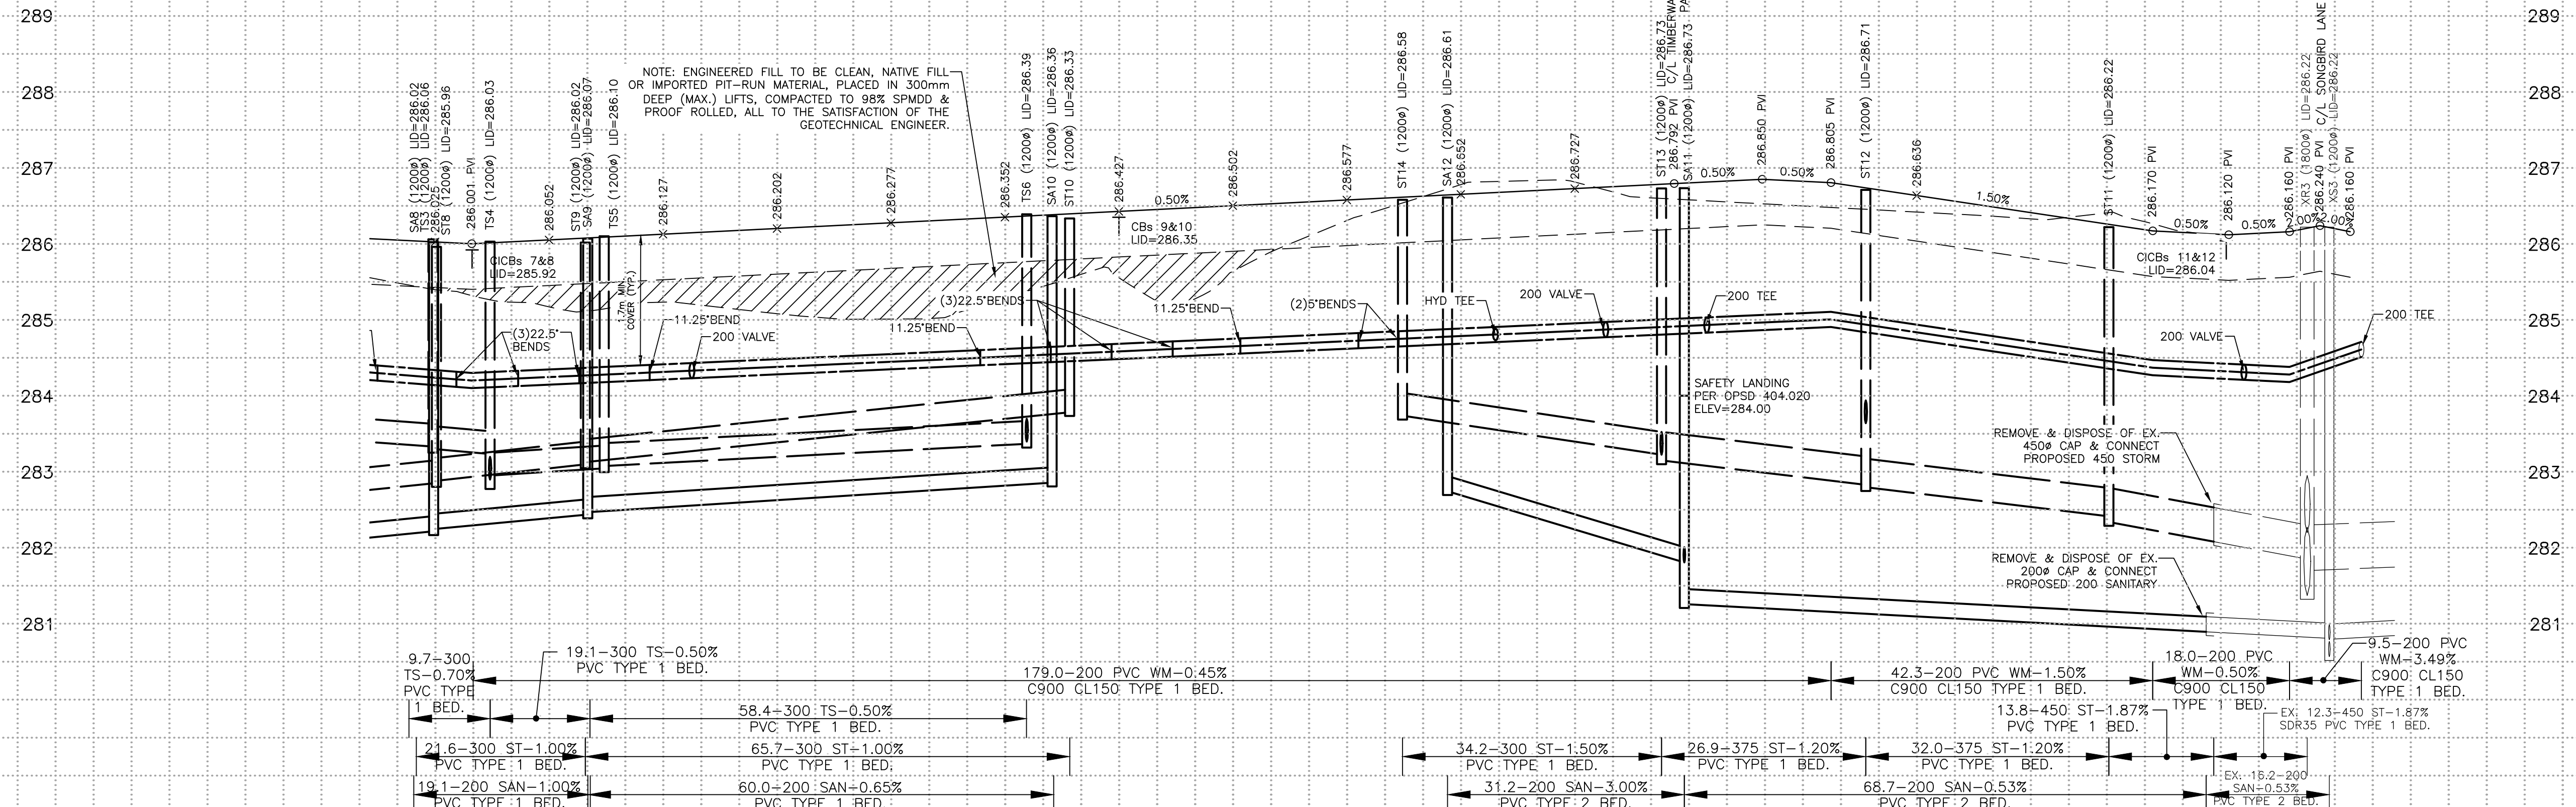 289
288
287
286
285
284
283
282
281
SA8 (1200ø) LID=286.02
TS3 (1200ø) LID=286.06
286.025
ST8 (1200ø) LID=285.96
286.001 PVI
TS4 (1200ø) LID=286.03
286.052
ST9 (1200ø) LID=286.02
SA9 (1200ø) LID=286.07
TS5 (1200ø) LID=286.10
286.127
286.202
286.277
286.352
TS6 (1200ø) LID=286.39
SA10 (1200ø) LID=286.36
ST10 (1200ø) LID=286.33
286.427
0.50%
286.502
286.577
ST14 (1200ø) LID=286.58
SA12 (1200ø) LID=286.61
286.652
286.727
ST13 (1200ø) LID=286.73
286.792 PVI C/L TIMBERWA
SA11 (1200ø) LID=286.73 PA
0.50%
286.850 PVI
0.50%
286.805 PVI
ST12 (1200ø) LID=286.71
286.636
1.50%
ST11 (1200ø) LID=286.22
286.170 PVI
0.50%
286.120 PVI
0.50%
286.160 PVI
2.00%
XR3 (1800ø) LID=286.22
286.240 PVI C/L SONGBIRD LANE
XS3 (1200ø) LID=286.22
2.00%
286.160 PVI
NOTE: ENGINEERED FILL TO BE CLEAN, NATIVE FILL
OR IMPORTED PIT-RUN MATERIAL, PLACED IN 300mm
DEEP (MAX.) LIFTS, COMPACTED TO 98% SPMDD &
PROOF ROLLED, ALL TO THE SATISFACTION OF THE
GEOTECHNICAL ENGINEER.
CICBs 7&8
LID=285.92
1.7m MIN.
COVER (TYP.)
CBs 9&10
LID=286.35
CICBs 11&12
LID=286.04
(3)22.5°
BENDS
11.25°BEND
200 VALVE
11.25°BEND
(3)22.5°BENDS
11.25°BEND
(2)5°BENDS
HYD TEE
200 VALVE
200 TEE
200 VALVE
200 TEE
SAFETY LANDING
PER OPSD 404.020
ELEV=284.00
REMOVE & DISPOSE OF EX.
450ø CAP & CONNECT
PROPOSED 450 STORM
REMOVE & DISPOSE OF EX.
200ø CAP & CONNECT
PROPOSED 200 SANITARY
9.7-300
TS-0.70%
PVC TYPE
1 BED.
19.1-300 TS-0.50%
PVC TYPE 1 BED.
179.0-200 PVC WM-0.45%
C900 CL150 TYPE 1 BED.
42.3-200 PVC WM-1.50%
C900 CL150 TYPE 1 BED.
18.0-200 PVC
WM-0.50%
C900 CL150
TYPE 1 BED.
9.5-200 PVC
WM-3.49%
C900 CL150
TYPE 1 BED.
58.4-300 TS-0.50%
PVC TYPE 1 BED.
13.8-450 ST-1.87%
PVC TYPE 1 BED.
EX. 12.3-450 ST-1.87%
SDR35 PVC TYPE 1 BED.
21.6-300 ST-1.00%
PVC TYPE 1 BED.
65.7-300 ST-1.00%
PVC TYPE 1 BED.
34.2-300 ST-1.50%
PVC TYPE 1 BED.
26.9-375 ST-1.20%
PVC TYPE 1 BED.
32.0-375 ST-1.20%
PVC TYPE 1 BED.
19.1-200 SAN-1.00%
PVC TYPE 1 BED.
60.0-200 SAN-0.65%
PVC TYPE 1 BED.
31.2-200 SAN-3.00%
PVC TYPE 2 BED.
68.7-200 SAN-0.53%
PVC TYPE 2 BED.
EX. 16.2-200
SAN-0.53%
PVC TYPE 2 BED.
289
288
287
286
285
284
283
282
281